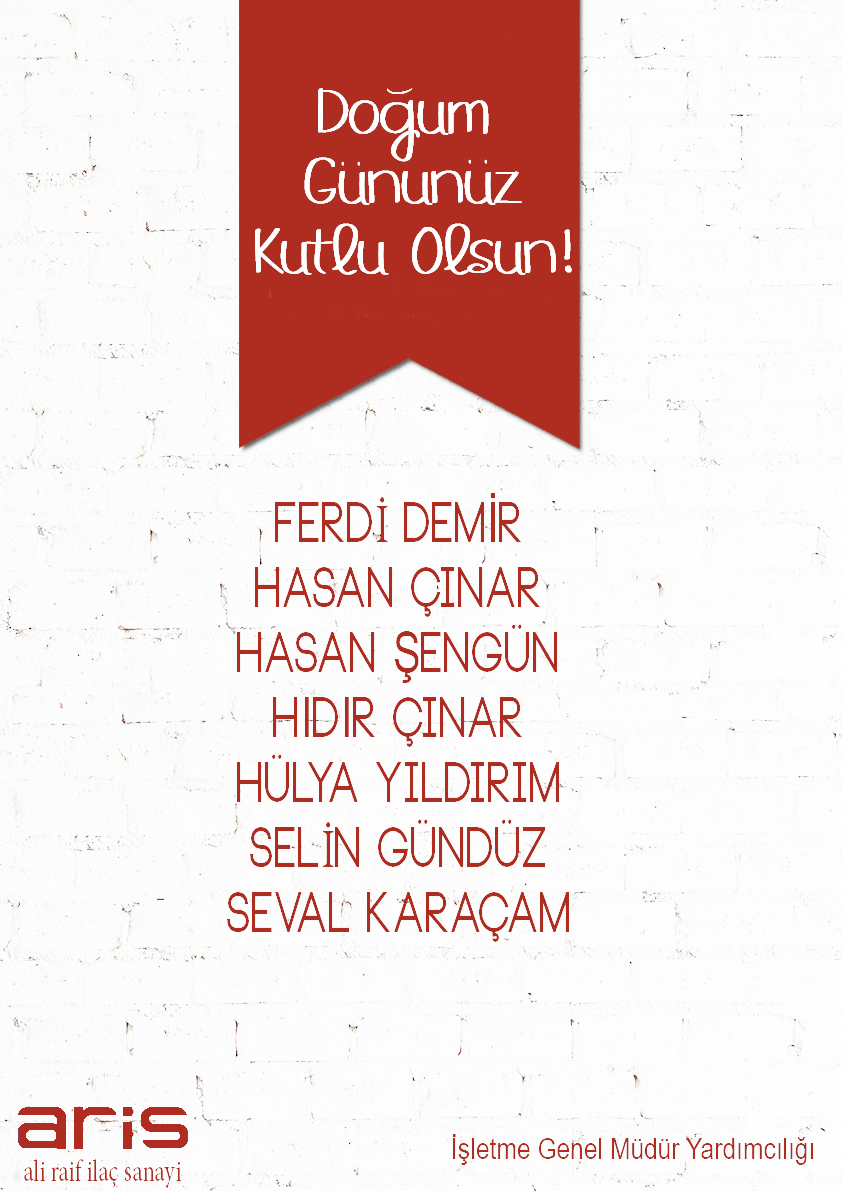 Doğum
Gününüz
Kutlu Olsun!
FERDİ DEMİR
HASAN ÇINAR
HASAN ŞENGÜN
HIDIR ÇINAR
HÜLYA YILDIRIM
SELİN GÜNDÜZ
SEVAL KARAÇAM
aris
ali raif ilaç sanayi
İşletme Genel Müdür Yardımcılığı